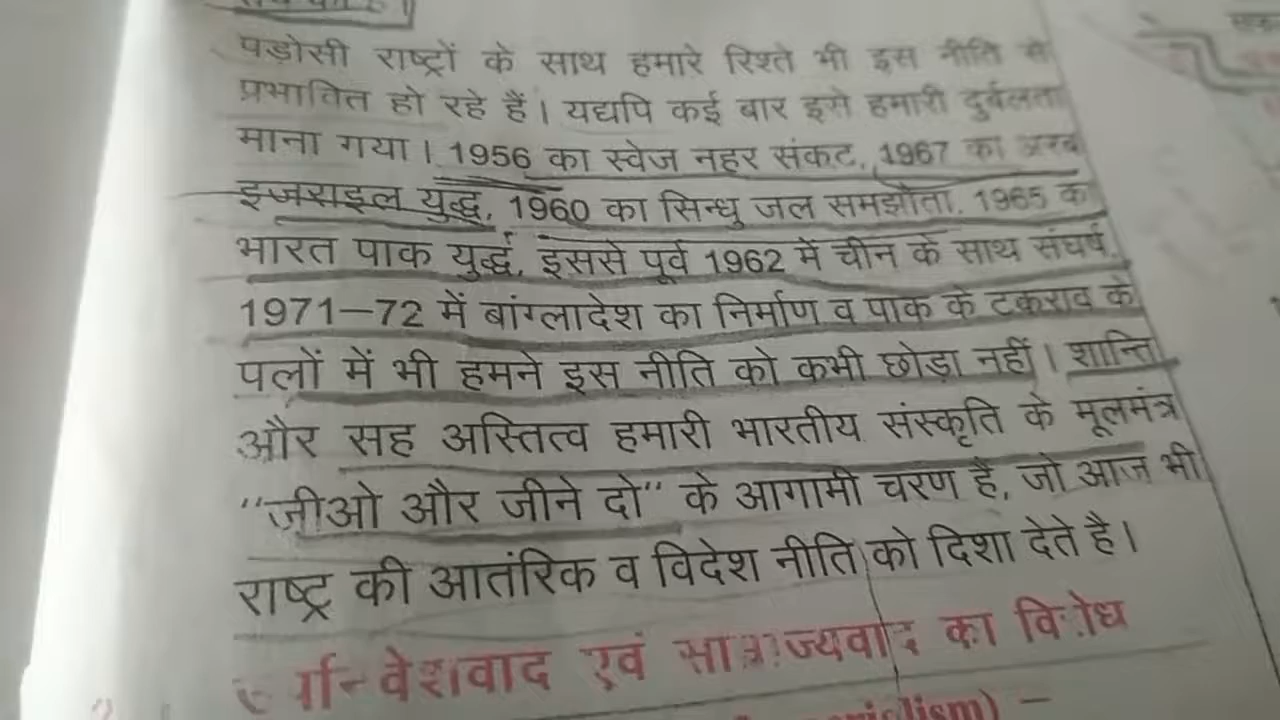 पड़ोसी राष्ट्रों के साथ हमारे रिश्ते भी इस नीति से
प्रभावित हो रहे हैं। यद्यपि कई बार इसे हमारी दुर्बलता
माना गया। 1956 का स्वेज नहर संकट, 1967 का अरब
इजराइल युद्ध, 1960 का सिन्धु जल समझौता, 1965 का
भारत पाक युर्द्ध, इससे पूर्व 1962 में चीन के साथ संघर्ष,
1971–72 में बांग्लादेश का निर्माण व पाक के टकराव के
पलों में भी हमने इस नीति को कभी छोड़ा नहीं। शान्ति
और सह अस्तित्व हमारी भारतीय संस्कृति के मूलमंत्र
"जीओ और जीने दो" के आगामी चरण है, जो आज भी
राष्ट्र की आतंरिक व विदेश नीति को दिशा देते है।
एवं साम्राज्यवाद का विरोध